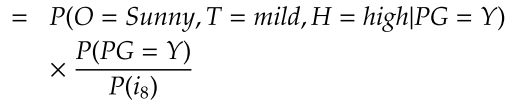 = P(O = Sunny, T = mild, H = high|PG = Y)
× P(PG = Y)
P(i₈)